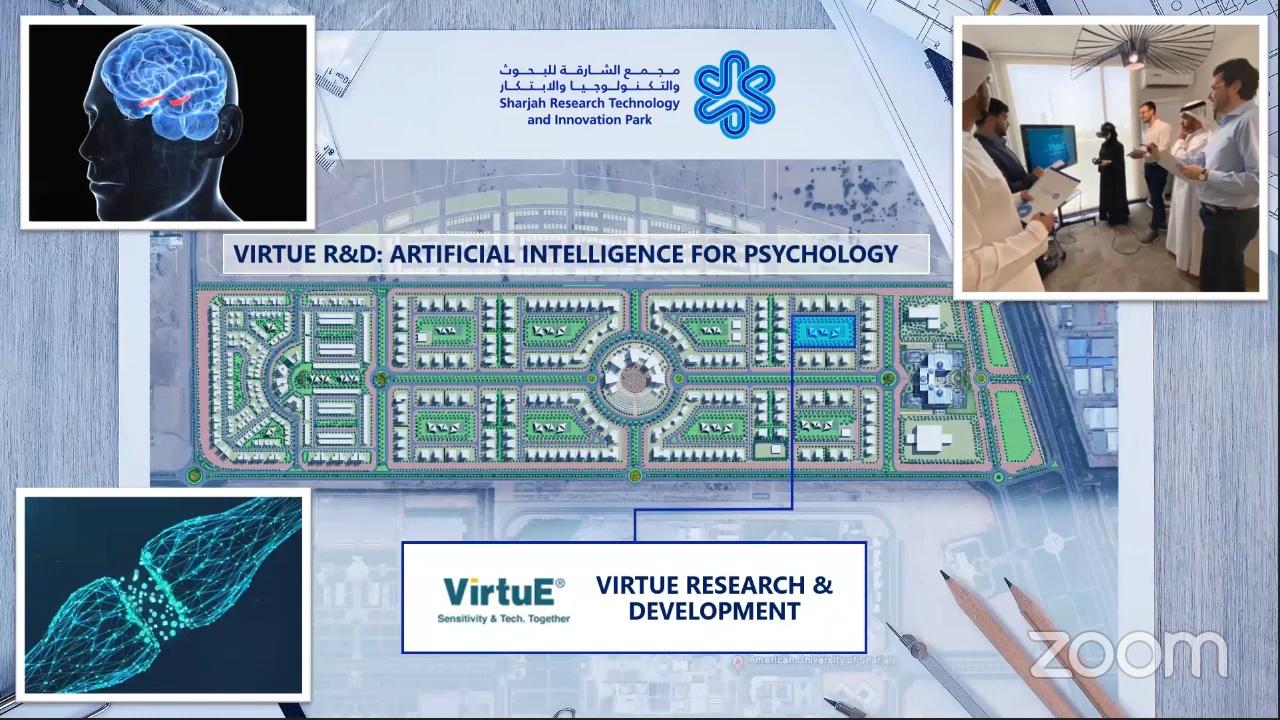 مجمع الشارقة للبحوث
والتكنولوجيا والابتكار
Sharjah Research Technology
and Innovation Park
VIRTUE R&D: ARTIFICIAL INTELLIGENCE FOR PSYCHOLOGY
VirtuE®
Sensitivity & Tech. Together
VIRTUE RESEARCH &
DEVELOPMENT
American University of Sharjah
zoom